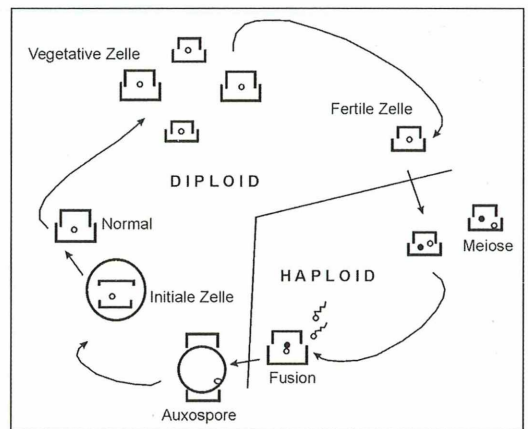 Vegetative Zelle
Fertile Zelle
DIPLOID
Normal
Meiose
HAPLOID
Initiale Zelle
Fusion
Auxospore